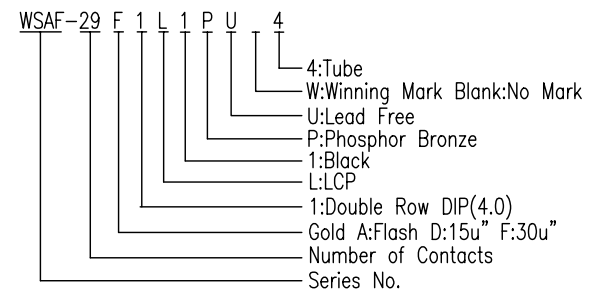 WSAF-29 F 1 L 1 P U 4
4:Tube
W:Winning Mark Blank:No Mark
U:Lead Free
P:Phosphor Bronze
1:Black
L:LCP
1:Double Row DIP(4.0)
Gold A:Flash D:15u" F:30u"
Number of Contacts
Series No.